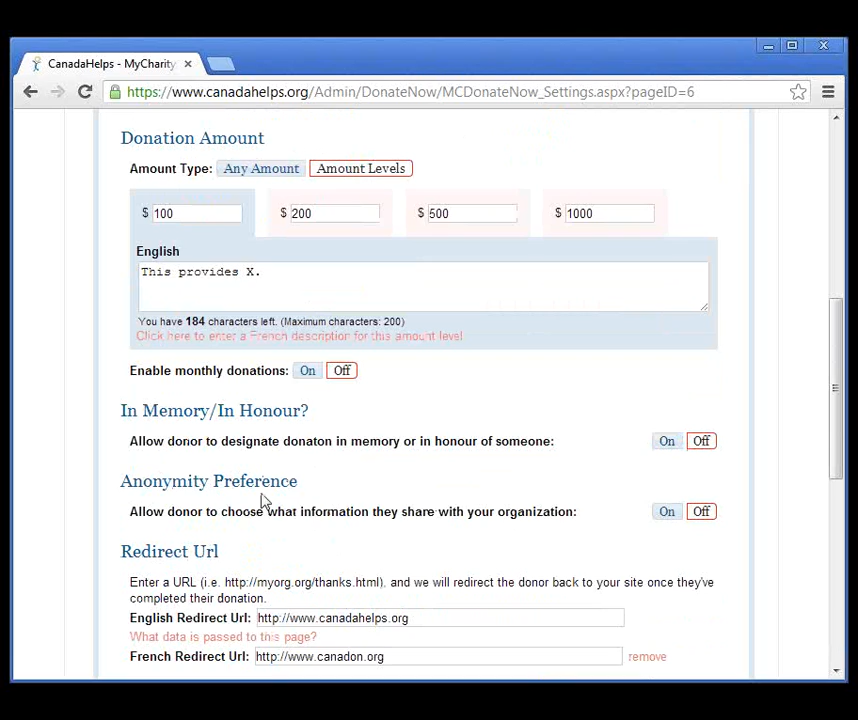 CanadaHelps - MyCharity
https://www.canadahelps.org/Admin/DonateNow/MCDonateNow_Settings.aspx?pageID=6
Donation Amount
Amount Type: Any Amount Amount Levels
$ 100 $ 200 $ 500 $ 1000
English
This provides X.
You have 184 characters left. (Maximum characters: 200)
Click here to enter a French description for this amount level
Enable monthly donations: On Off
In Memory/In Honour?
Allow donor to designate donaton in memory or in honour of someone: On Off
Anonymity Preference
Allow donor to choose what information they share with your organization: On Off
Redirect Url
Enter a URL (i.e. http://myorg.org/thanks.html), and we will redirect the donor back to your site once they've
completed their donation.
English Redirect Url: http://www.canadahelps.org
What data is passed to this page?
French Redirect Url: http://www.canadon.org remove